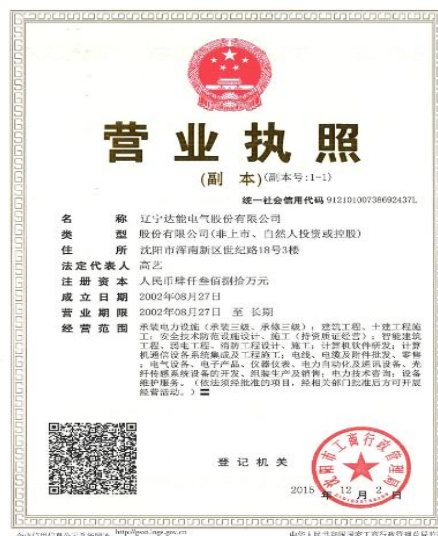 营业执照
(副 本)(副本号:1-1)
统一社会信用代码 91210100738692437L
名 称 辽宁达能电气股份有限公司
类 型 股份有限公司(非上市、自然人投资或控股)
住 所 沈阳市浑南新区世纪路18号3楼
法定代表人 高艺
注册资本 人民币肆仟叁佰捌拾万元
成立日期 2002年08月27日
营业期限 2002年08月27日 至 长期
经营范围 承装电力设施(承装三级、承修三级);建筑工程、土建工程施
工;安全技术防范设施设计、施工(持资质证经营);智能建筑
工程、弱电工程、消防工程设计、施工;计算机软件研发;计算
机通信设备系统集成及工程施工;电线、电缆及附件批发、零售
;电气设备、电子产品、仪器仪表、电力自动化及通讯设备、光
纤传感系统设备的开发、组装生产及销售;电力技术咨询;设备
维护服务。(依法须经批准的项目,经相关部门批准后方可开展
经营活动。)
登记机关
沈阳市工商行政管理局
2015 年 12 月 2 日